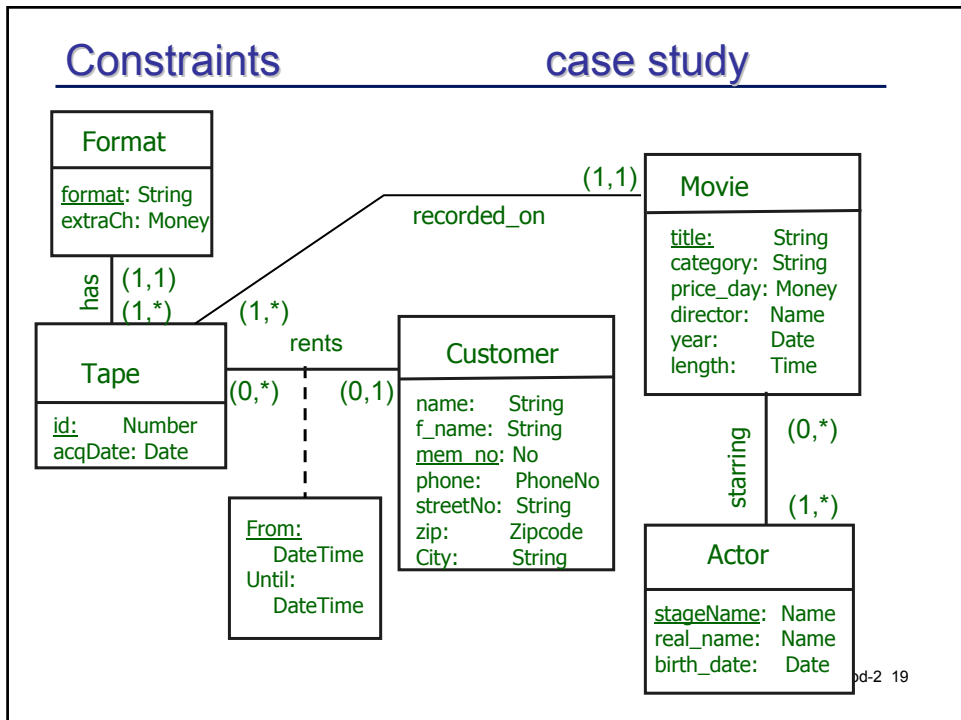 Constraints case study
Format
format: String
extraCh: Money
has
(1,1)
(1,*)
Tape
id: Number
acqDate: Date
(1,*)
recorded_on
(1,1)
rents
(0,*)
(0,1)
From:
DateTime
Until:
DateTime
Customer
name: String
f_name: String
mem_no: No
phone: PhoneNo
streetNo: String
zip: Zipcode
City: String
Movie
title: String
category: String
price_day: Money
director: Name
year: Date
length: Time
starring
(0,*)
(1,*)
Actor
stageName: Name
real_name: Name
birth_date: Date
od-2 19